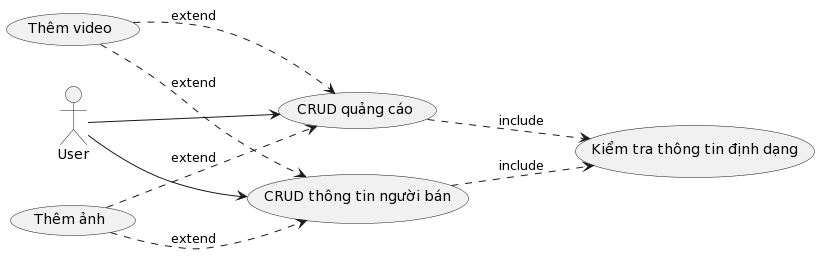 Thêm video
extend
extend
CRUD quảng cáo
include
Kiểm tra thông tin định dạng
User
extend
include
CRUD thông tin người bán
Thêm ảnh
extend